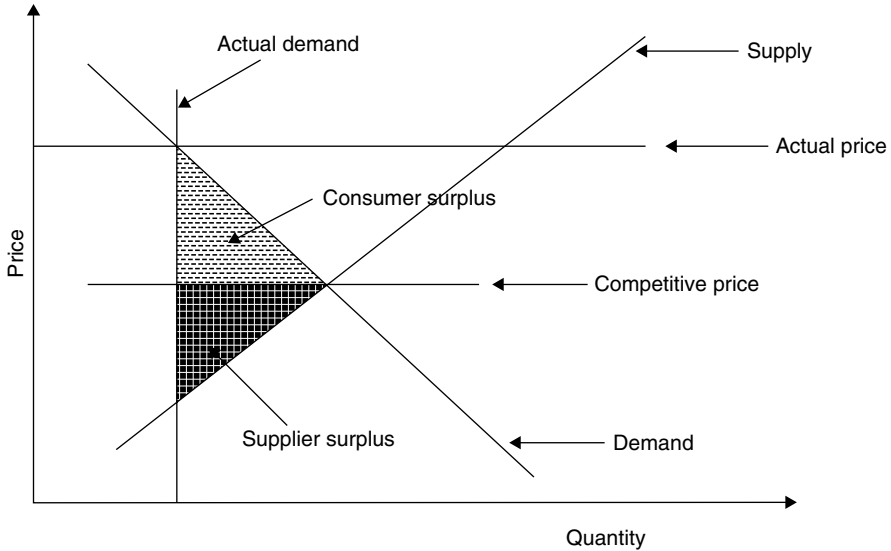 Actual demand
Supply
Actual price
Consumer surplus
Price
Competitive price
Supplier surplus
Demand
Quantity